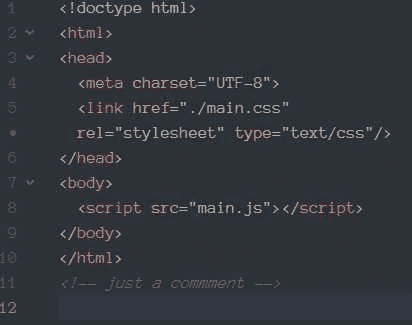 1 <!doctype html>
2 <html>
3 <head>
4 <meta charset="UTF-8">
5 <link href="./main.css"
• rel="stylesheet" type="text/css"/>
6 </head>
7 <body>
8 <script src="main.js"></script>
9 </body>
10 </html>
11 <!-- just a commment -->
12